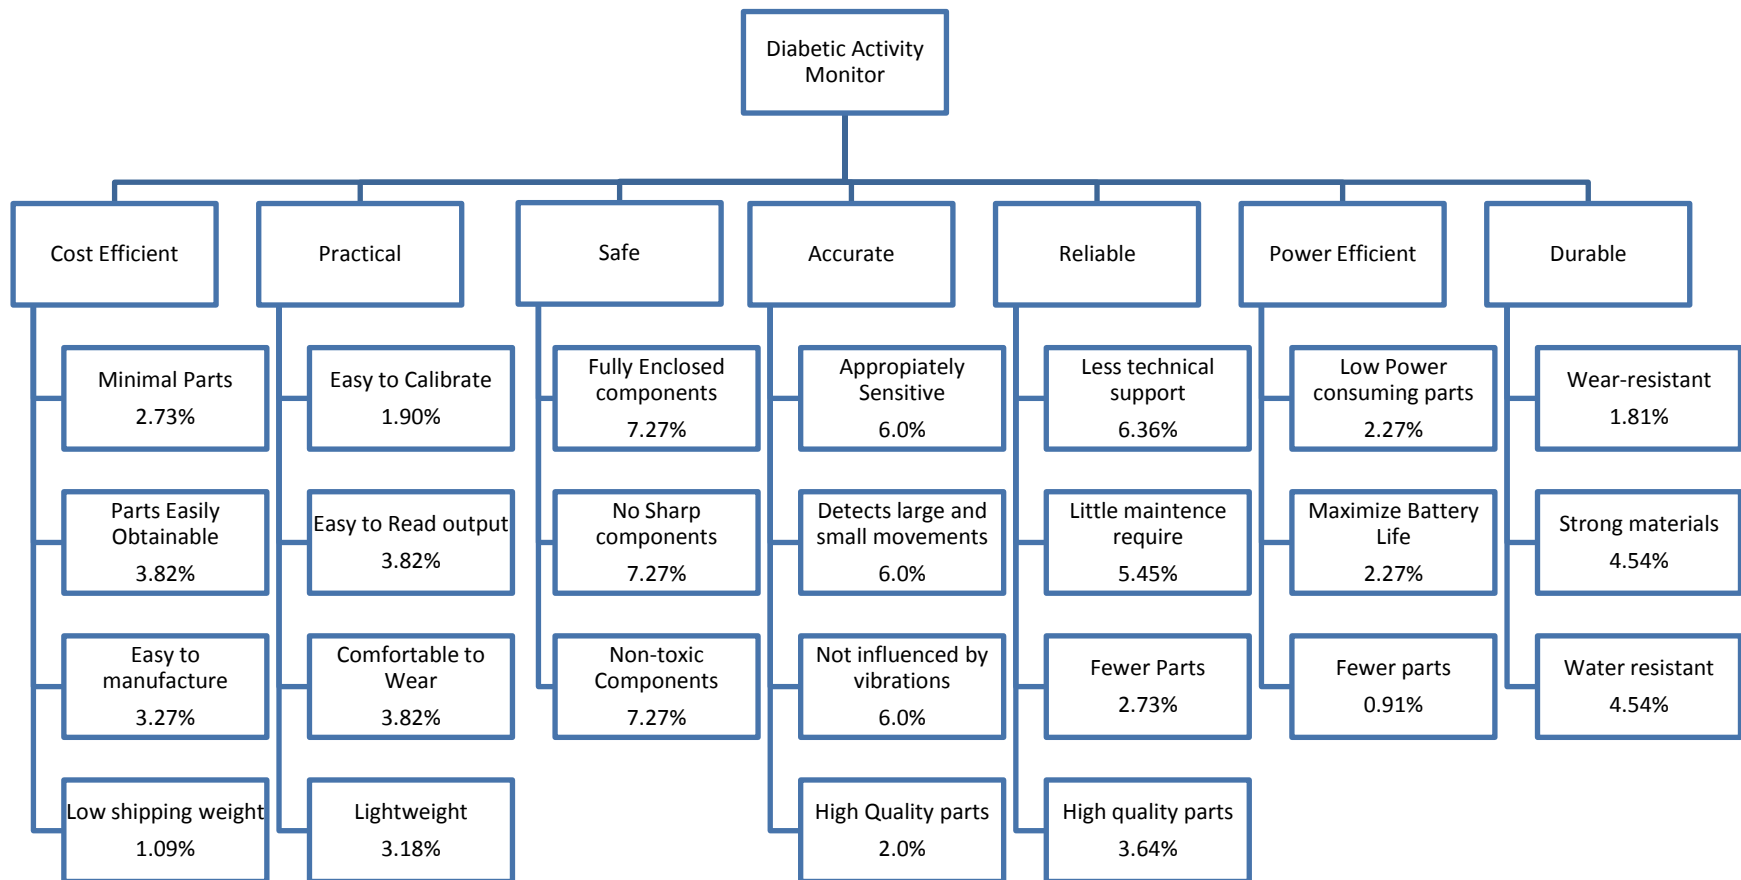 Diabetic Activity
Monitor
Cost Efficient
Practical
Safe
Accurate
Reliable
Power Efficient
Durable
Minimal Parts
2.73%
Parts Easily
Obtainable
3.82%
Easy to
manufacture
3.27%
Low shipping weight
1.09%
Easy to Calibrate
1.90%
Easy to Read output
3.82%
Comfortable to
Wear
3.82%
Lightweight
3.18%
Fully Enclosed
components
7.27%
No Sharp
components
7.27%
Non-toxic
Components
7.27%
Appropiately
Sensitive
6.0%
Detects large and
small movements
6.0%
Not influenced by
vibrations
6.0%
High Quality parts
2.0%
Less technical
support
6.36%
Little maintence
require
5.45%
Fewer Parts
2.73%
High quality parts
3.64%
Low Power
consuming parts
2.27%
Maximize Battery
Life
2.27%
Fewer parts
0.91%
Wear-resistant
1.81%
Strong materials
4.54%
Water resistant
4.54%